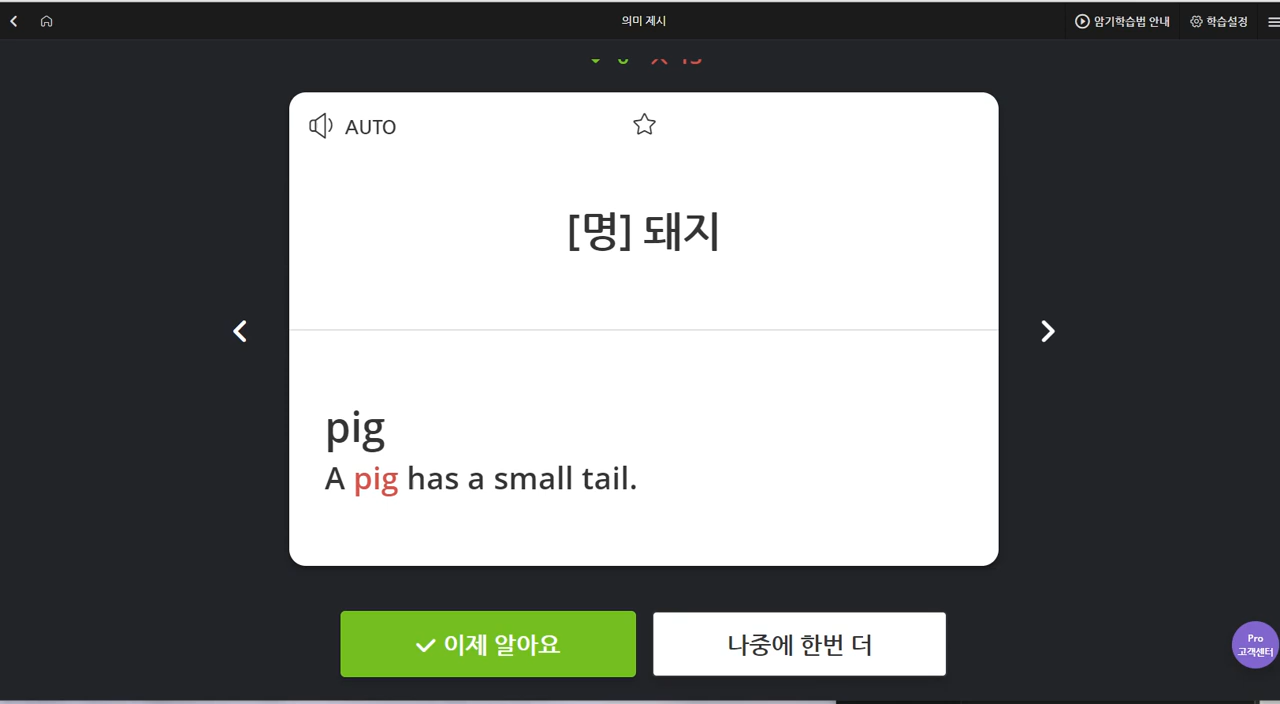 의미 제시
암기학습법 안내
학습설정
AUTO
[명] 돼지
pig
A pig has a small tail.
이제 알아요
나중에 한번 더
Pro
고객센터